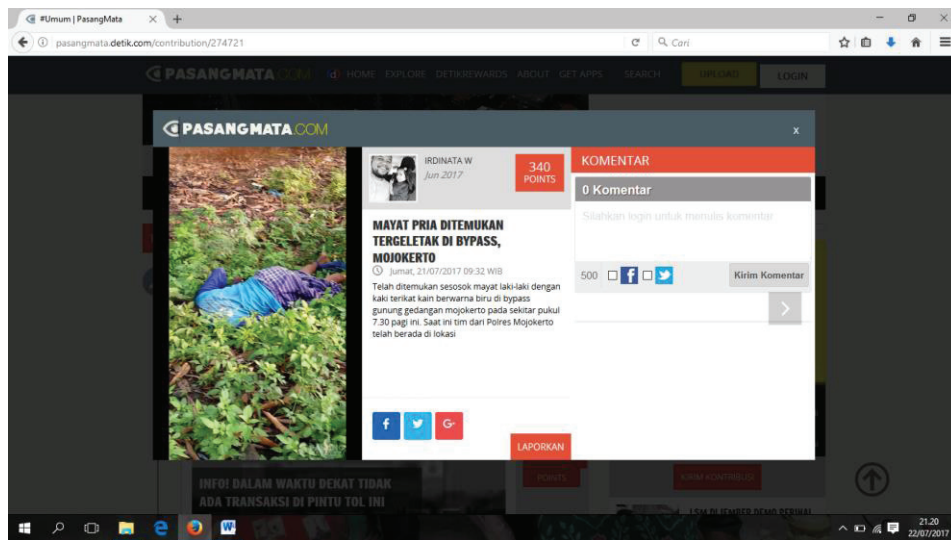 #Umum | PasangMata
pasangmata.detik.com/contribution/274721
Cari
PASANGMATA.COM
d
HOME EXPLORE DETIKREWARDS ABOUT GET APPS SEARCH UPLOAD LOGIN
PASANGMATA.COM
x
IRDINATA W
Jun 2017
340
POINTS
MAYAT PRIA DITEMUKAN
TERGELETAK DI BYPASS,
MOJOKERTO
Jumat, 21/07/2017 09:32 WIB
Telah ditemukan sesosok mayat laki-laki dengan
kaki terikat kain berwarna biru di bypass
gunung gedangan mojokerto pada sekitar pukul
7.30 pagi ini. Saat ini tim dari Polres Mojokerto
telah berada di lokasi
f
G+
LAPORKAN
KOMENTAR
0 Komentar
Silahkan login untuk menulis komentar
500
f
Kirim Komentar
>
INFO! DALAM WAKTU DEKAT TIDAK
ADA TRANSAKSI DI PINTU TOL INI
POINTS
KIRIM KONTRIBUSI
LSM DI JEMBER DEMO PERIHAL
e
W
21.20
22/07/2017